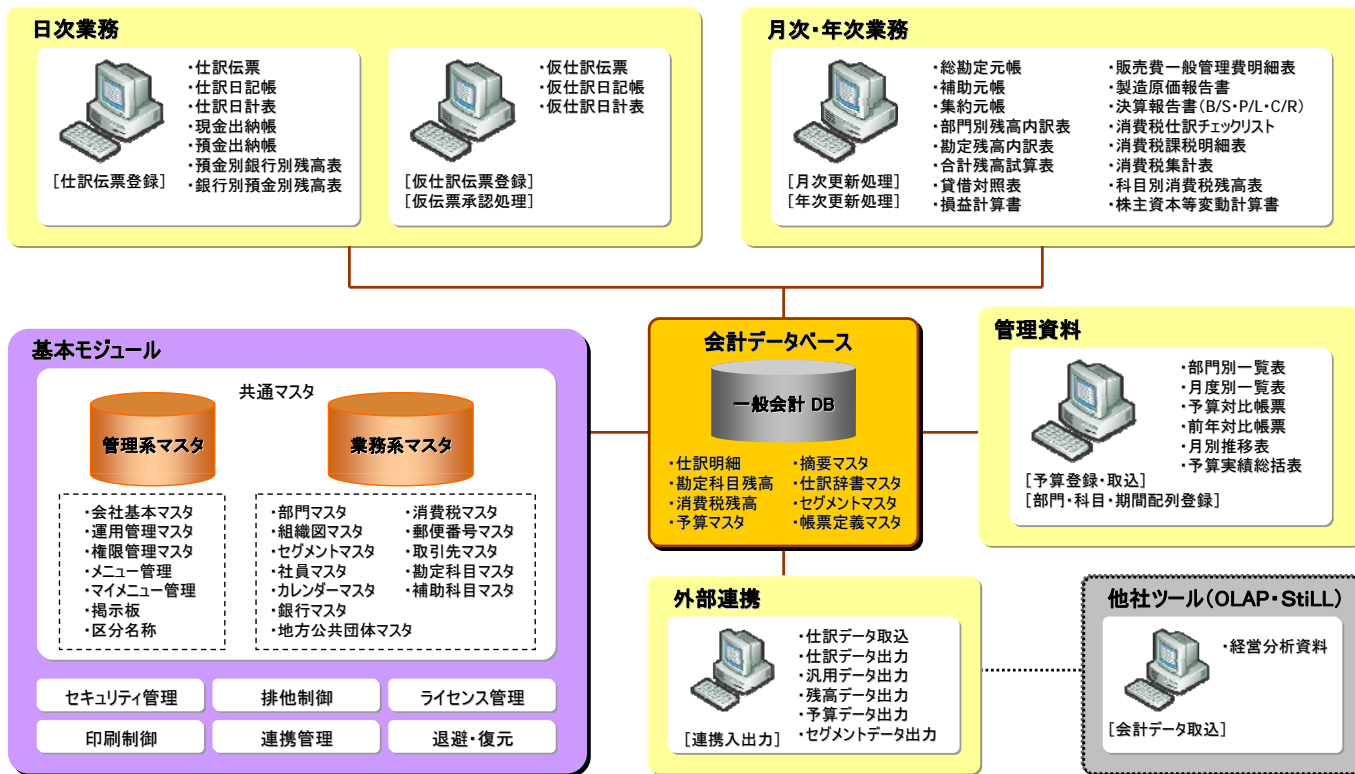 日次業務
・仕訳伝票
・仕訳日記帳
・仕訳日計表
・現金出納帳
・預金出納帳
・預金別銀行別残高表
・銀行別預金別残高表
[仕訳伝票登録]
・仮仕訳伝票
・仮仕訳日記帳
・仮仕訳日計表
[仮仕訳伝票登録]
[仮伝票承認処理]
月次・年次業務
・総勘定元帳
・補助元帳
・集約元帳
・部門別残高内訳表
・勘定残高内訳表
・合計残高試算表
・貸借対照表
・損益計算書
・販売費一般管理費明細表
・製造原価報告書
・決算報告書(B/S・P/L・C/R)
・消費税仕訳チェックリスト
・消費税課税明細表
・消費税集計表
・科目別消費税残高表
・株主資本等変動計算書
[月次更新処理]
[年次更新処理]
基本モジュール
共通マスタ
管理系マスタ
業務系マスタ
・会社基本マスタ
・運用管理マスタ
・権限管理マスタ
・メニュー管理
・マイメニュー管理
・掲示板
・区分名称
・部門マスタ
・組織図マスタ
・セグメントマスタ
・社員マスタ
・カレンダーマスタ
・銀行マスタ
・地方公共団体マスタ
・消費税マスタ
・郵便番号マスタ
・取引先マスタ
・勘定科目マスタ
・補助科目マスタ
セキュリティ管理
排他制御
ライセンス管理
印刷制御
連携管理
退避・復元
会計データベース
一般会計 DB
・仕訳明細
・勘定科目残高
・消費税残高
・予算マスタ
・摘要マスタ
・仕訳辞書マスタ
・セグメントマスタ
・帳票定義マスタ
管理資料
・部門別一覧表
・月度別一覧表
・予算対比帳票
・前年対比帳票
・月別推移表
・予算実績総括表
[予算登録・取込]
[部門・科目・期間配列登録]
外部連携
・仕訳データ取込
・仕訳データ出力
・汎用データ出力
・残高データ出力
・予算データ出力
・セグメントデータ出力
[連携入出力]
他社ツール(OLAP・StiLL)
・経営分析資料
[会計データ取込]